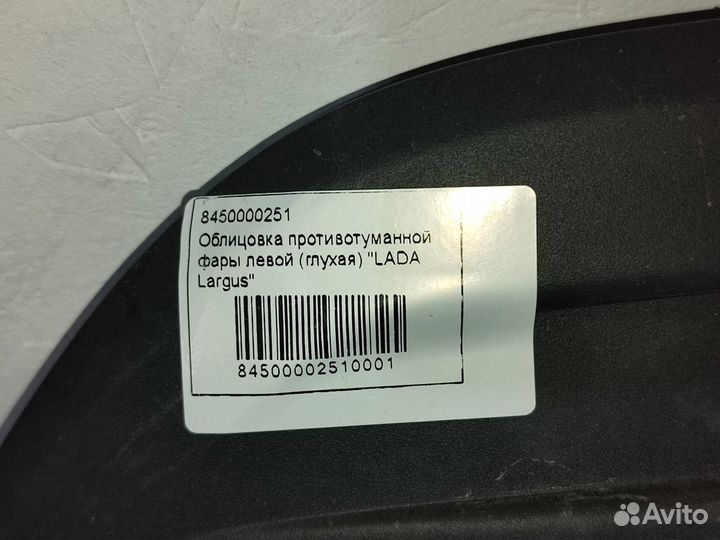 8450000251
Облицовка противотуманной
фары левой (глухая) "LADA
Largus"
84500002510001
Avito